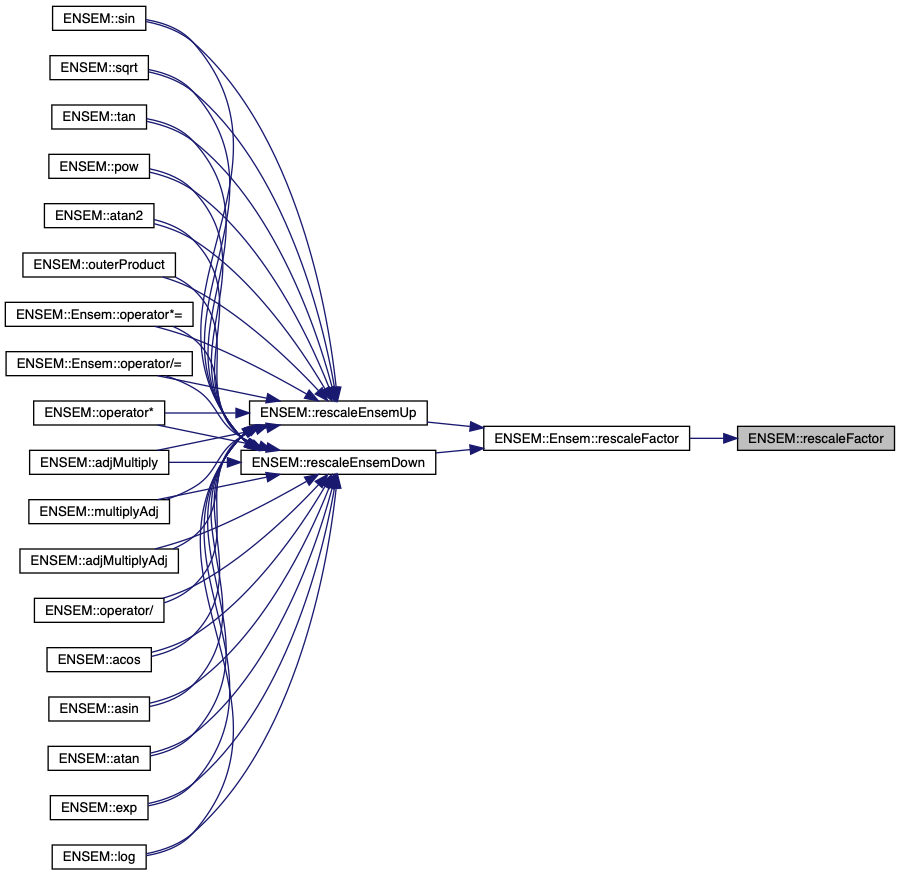 ENSEM::sin
ENSEM::sqrt
ENSEM::tan
ENSEM::pow
ENSEM::atan2
ENSEM::outerProduct
ENSEM::Ensem::operator*=
ENSEM::Ensem::operator/=
ENSEM::operator*
ENSEM::adjMultiply
ENSEM::multiplyAdj
ENSEM::adjMultiplyAdj
ENSEM::operator/
ENSEM::acos
ENSEM::asin
ENSEM::atan
ENSEM::exp
ENSEM::log
ENSEM::rescaleEnsemUp
ENSEM::rescaleEnsemDown
ENSEM::Ensem::rescaleFactor
ENSEM::rescaleFactor